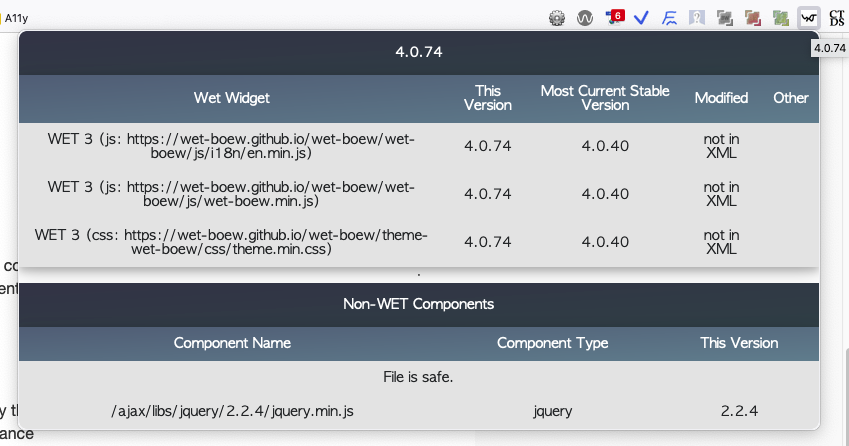 A11y
6
CT
DS
4.0.74
4.0.74
Wet Widget
This
Version
Most Current Stable
Version
Modified
Other
WET 3 (js: https://wet-boew.github.io/wet-boew/wet-
boew/js/i18n/en.min.js)
4.0.74
4.0.40
not in
XML
WET 3 (js: https://wet-boew.github.io/wet-boew/wet-
boew/js/wet-boew.min.js)
4.0.74
4.0.40
not in
XML
WET 3 (css: https://wet-boew.github.io/wet-boew/theme-
wet-boew/css/theme.min.css)
4.0.74
4.0.40
not in
XML
Non-WET Components
Component Name
Component Type
This Version
File is safe.
/ajax/libs/jquery/2.2.4/jquery.min.js
jquery
2.2.4